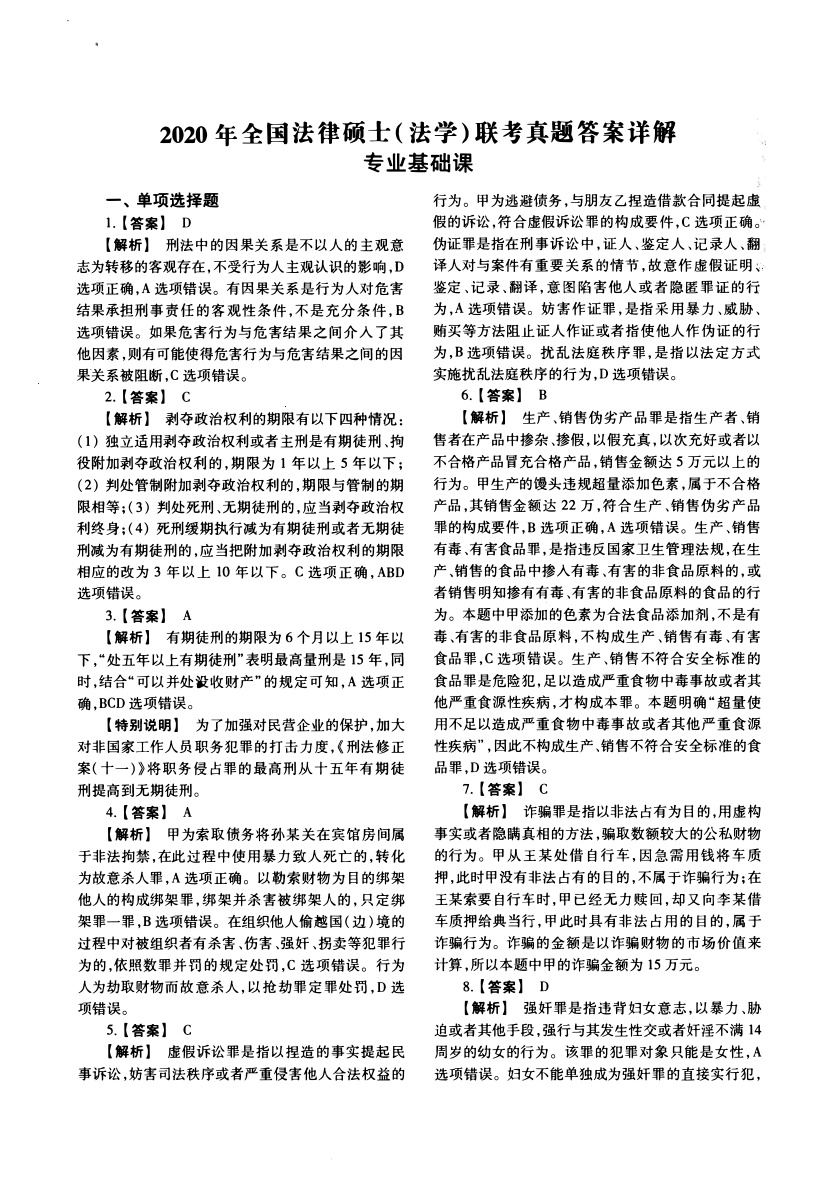 2020 年全国法律硕士(法学)联考真题答案详解
专业基础课
一、单项选择题
1.【答案】 D
【解析】 刑法中的因果关系是不以人的主观意
志为转移的客观存在,不受行为人主观认识的影响,D
选项正确,A 选项错误。有因果关系是行为人对危害
结果承担刑事责任的客观性条件,不是充分条件,B
选项错误。如果危害行为与危害结果之间介入了其
他因素,则有可能使得危害行为与危害结果之间的因
果关系被阻断,C 选项错误。
2.【答案】 C
【解析】 剥夺政治权利的期限有以下四种情况:
(1) 独立适用剥夺政治权利或者主刑是有期徒刑、拘
役附加剥夺政治权利的,期限为 1 年以上 5 年以下;
(2) 判处管制附加剥夺政治权利的,期限与管制的期
限相等;(3) 判处死刑、无期徒刑的,应当剥夺政治权
利终身;(4) 死刑缓期执行减为有期徒刑或者无期徒
刑减为有期徒刑的,应当把附加剥夺政治权利的期限
相应的改为 3 年以上 10 年以下。C 选项正确,ABD
选项错误。
3.【答案】 A
【解析】 有期徒刑的期限为 6 个月以上 15 年以
下,“处五年以上有期徒刑”表明最高量刑是 15 年,同
时,结合“可以并处没收财产”的规定可知,A 选项正
确,BCD 选项错误。
【特别说明】 为了加强对民营企业的保护,加大
对非国家工作人员职务犯罪的打击力度,《刑法修正
案(十一)》将职务侵占罪的最高刑从十五年有期徒
刑提高到无期徒刑。
4.【答案】 A
【解析】 甲为索取债务将孙某关在宾馆房间属
于非法拘禁,在此过程中使用暴力致人死亡的,转化
为故意杀人罪,A 选项正确。以勒索财物为目的绑架
他人的构成绑架罪,绑架并杀害被绑架人的,只定绑
架罪一罪,B 选项错误。在组织他人偷越国(边)境的
过程中对被组织者有杀害、伤害、强奸、拐卖等犯罪行
为的,依照数罪并罚的规定处罚,C 选项错误。行为
人为劫取财物而故意杀人,以抢劫罪定罪处罚,D 选
项错误。
5.【答案】 C
【解析】 虚假诉讼罪是指以捏造的事实提起民
事诉讼,妨害司法秩序或者严重侵害他人合法权益的
行为。甲为逃避债务,与朋友乙捏造借款合同提起虚
假的诉讼,符合虚假诉讼罪的构成要件,C 选项正确。
伪证罪是指在刑事诉讼中,证人、鉴定人、记录人、翻
译人对与案件有重要关系的情节,故意作虚假证明、
鉴定、记录、翻译,意图陷害他人或者隐匿罪证的行
为,A 选项错误。妨害作证罪,是指采用暴力、威胁、
贿买等方法阻止证人作证或者指使他人作伪证的行
为,B 选项错误。扰乱法庭秩序罪,是指以法定方式
实施扰乱法庭秩序的行为,D 选项错误。
6.【答案】 B
【解析】 生产、销售伪劣产品罪是指生产者、销
售者在产品中掺杂、掺假,以假充真,以次充好或者以
不合格产品冒充合格产品,销售金额达 5 万元以上的
行为。甲生产的馒头违规超量添加色素,属于不合格
产品,其销售金额达 22 万,符合生产、销售伪劣产品
罪的构成要件,B 选项正确,A 选项错误。生产、销售
有毒、有害食品罪,是指违反国家卫生管理法规,在生
产、销售的食品中掺入有毒、有害的非食品原料的,或
者销售明知掺有有毒、有害的非食品原料的食品的行
为。本题中甲添加的色素为合法食品添加剂,不是有
毒、有害的非食品原料,不构成生产、销售有毒、有害
食品罪,C 选项错误。生产、销售不符合安全标准的
食品罪是危险犯,足以造成严重食物中毒事故或者其
他严重食源性疾病,才构成本罪。本题明确“超量使
用不足以造成严重食物中毒事故或者其他严重食源
性疾病”,因此不构成生产、销售不符合安全标准的食
品罪,D 选项错误。
7.【答案】 C
【解析】 诈骗罪是指以非法占有为目的,用虚构
事实或者隐瞒真相的方法,骗取数额较大的公私财物
的行为。甲从王某处借自行车,因急需用钱将车质
押,此时甲没有非法占有的目的,不属于诈骗行为;在
王某索要自行车时,甲已经无力赎回,却又向李某借
车质押给典当行,甲此时具有非法占用的目的,属于
诈骗行为。诈骗的金额是以诈骗财物的市场价值来
计算,所以本题中甲的诈骗金额为 15 万元。
8.【答案】 D
【解析】 强奸罪是指违背妇女意志,以暴力、胁
迫或者其他手段,强行与其发生性交或者奸淫不满 14
周岁的幼女的行为。该罪的犯罪对象只能是女性,A
选项错误。妇女不能单独成为强奸罪的直接实行犯,